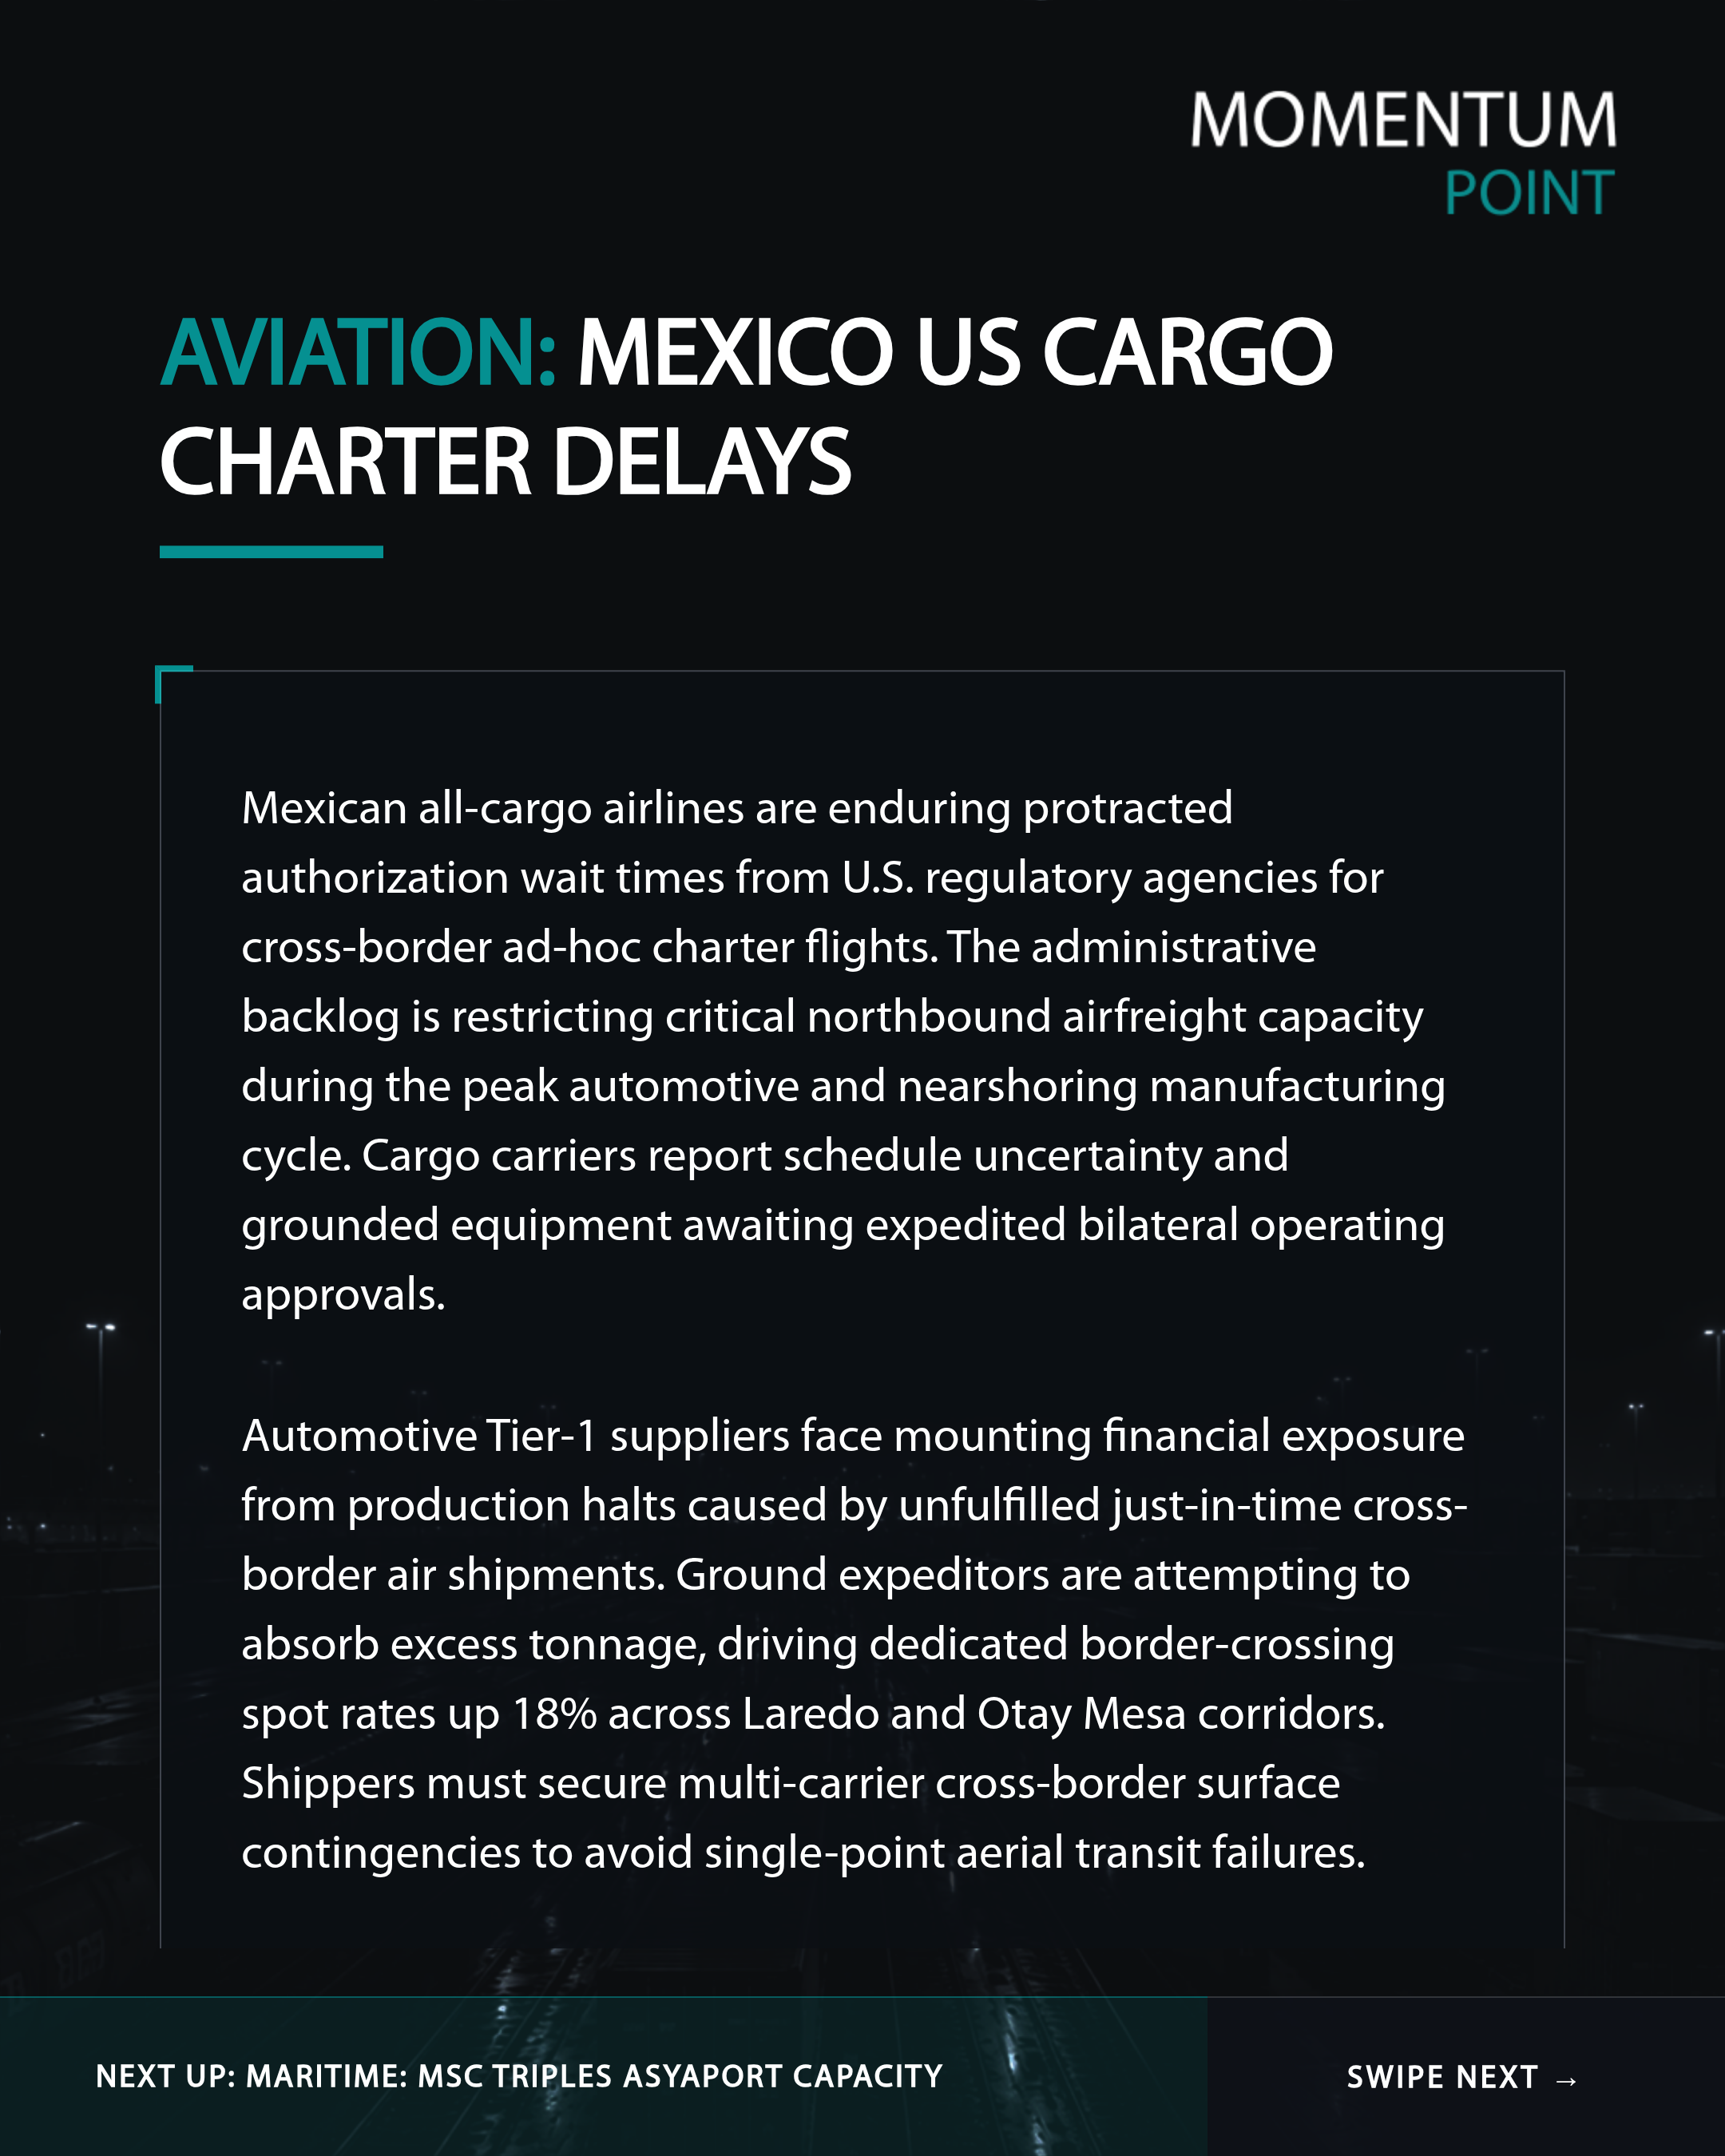 MOMENTUM
POINT
AVIATION: MEXICO US CARGO
CHARTER DELAYS
Mexican all-cargo airlines are enduring protracted
authorization wait times from U.S. regulatory agencies for
cross-border ad-hoc charter flights. The administrative
backlog is restricting critical northbound airfreight capacity
during the peak automotive and nearshoring manufacturing
cycle. Cargo carriers report schedule uncertainty and
grounded equipment awaiting expedited bilateral operating
approvals.
Automotive Tier-1 suppliers face mounting financial exposure
from production halts caused by unfulfilled just-in-time cross-
border air shipments. Ground expeditors are attempting to
absorb excess tonnage, driving dedicated border-crossing
spot rates up 18% across Laredo and Otay Mesa corridors.
Shippers must secure multi-carrier cross-border surface
contingencies to avoid single-point aerial transit failures.
NEXT UP: MARITIME: MSC TRIPLES ASYAPORT CAPACITY
SWIPE NEXT →